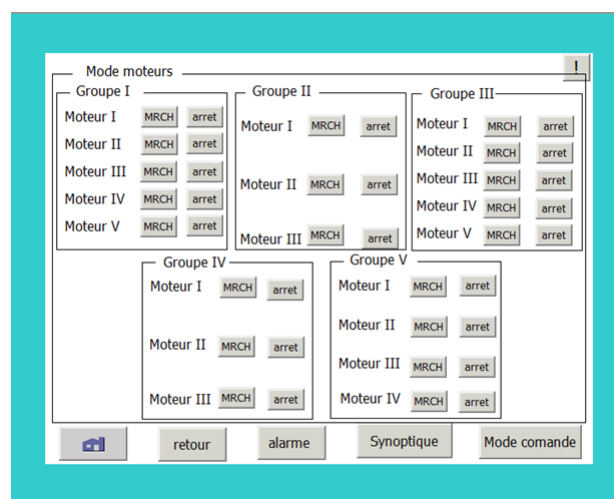 !
Mode moteurs
Groupe I
Moteur I MRCH arret
Moteur II MRCH arret
Moteur III MRCH arret
Moteur IV MRCH arret
Moteur V MRCH arret
Groupe II
Moteur I MRCH arret
Moteur II MRCH arret
Moteur III MRCH arret
Groupe III
Moteur I MRCH arret
Moteur II MRCH arret
Moteur III MRCH arret
Moteur IV MRCH arret
Moteur V MRCH arret
Groupe IV
Moteur I MRCH arret
Moteur II MRCH arret
Moteur III MRCH arret
Groupe V
Moteur I MRCH arret
Moteur II MRCH arret
Moteur III MRCH arret
Moteur IV MRCH arret
retour alarme Synoptique Mode comande